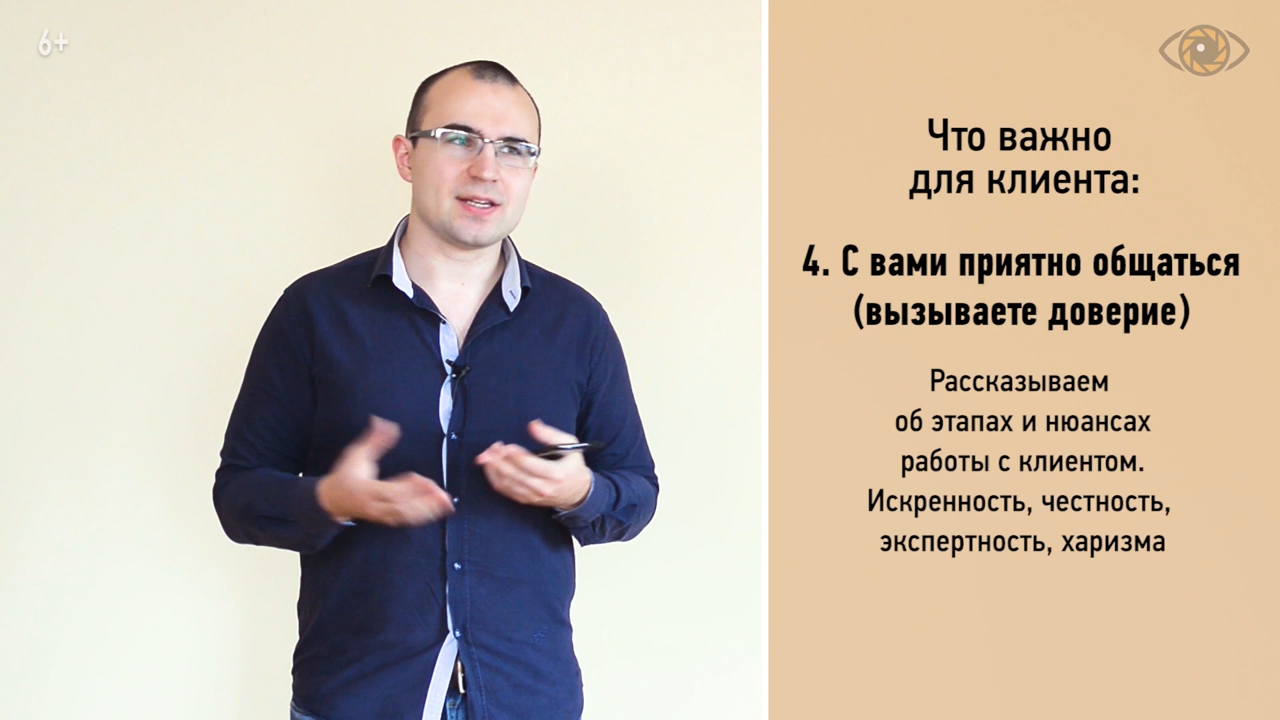 6+
Что важно
для клиента:
4. С вами приятно общаться
(вызываете доверие)
Рассказываем
об этапах и нюансах
работы с клиентом.
Искренность, честность,
экспертность, харизма